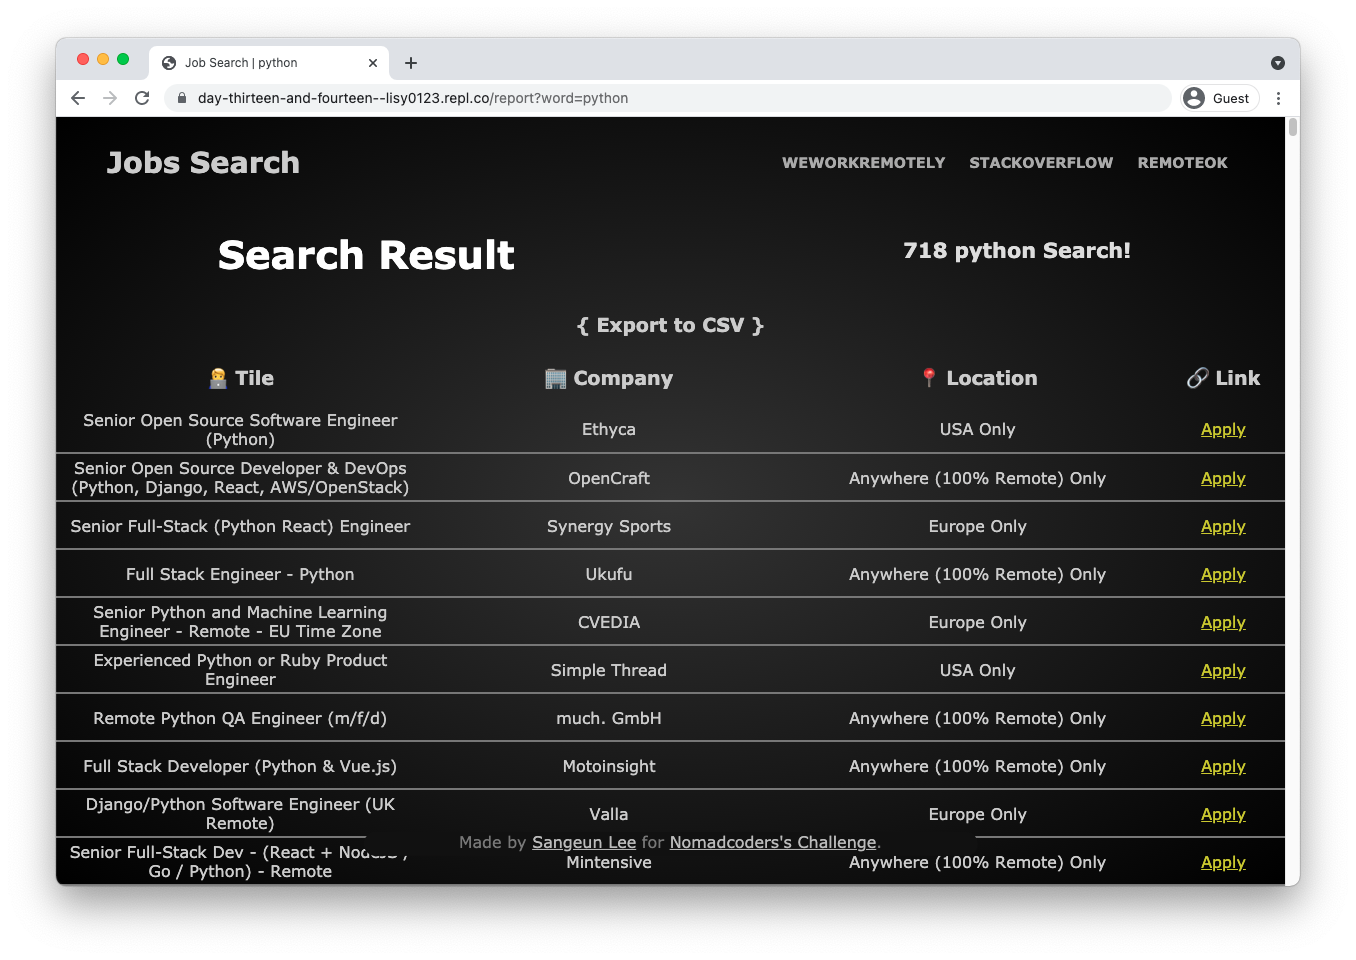 Job Search | python
day-thirteen-and-fourteen--lisy0123.repl.co/report?word=python
Guest
Jobs Search
WEWORKREMOTELY STACKOVERFLOW REMOTEOK
Search Result
718 python Search!
{ Export to CSV }
Tile Company Location Link
Senior Open Source Software Engineer
(Python)
Ethyca
USA Only
Apply
Senior Open Source Developer & DevOps
(Python, Django, React, AWS/OpenStack)
OpenCraft
Anywhere (100% Remote) Only
Apply
Senior Full-Stack (Python React) Engineer
Synergy Sports
Europe Only
Apply
Full Stack Engineer - Python
Ukufu
Anywhere (100% Remote) Only
Apply
Senior Python and Machine Learning
Engineer - Remote - EU Time Zone
CVEDIA
Europe Only
Apply
Experienced Python or Ruby Product
Engineer
Simple Thread
USA Only
Apply
Remote Python QA Engineer (m/f/d)
much. GmbH
Anywhere (100% Remote) Only
Apply
Full Stack Developer (Python & Vue.js)
Motoinsight
Anywhere (100% Remote) Only
Apply
Django/Python Software Engineer (UK
Remote)
Valla
Europe Only
Apply
Made by Sangeun Lee for Nomadcoders's Challenge.
Senior Full-Stack Dev - (React + /
Go / Python) - Remote
Mintensive
Anywhere (100% Remote) Only
Apply